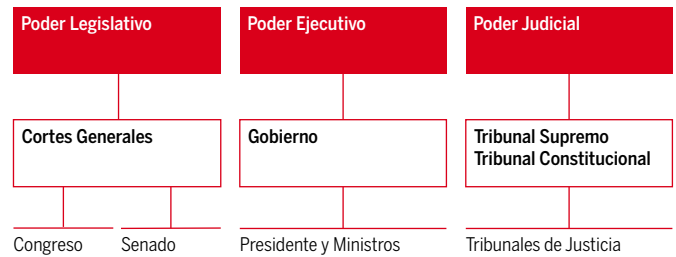 Poder Legislativo
Poder Ejecutivo
Poder Judicial
Cortes Generales
Gobierno
Tribunal Supremo
Tribunal Constitucional
Congreso
Senado
Presidente y Ministros
Tribunales de Justicia